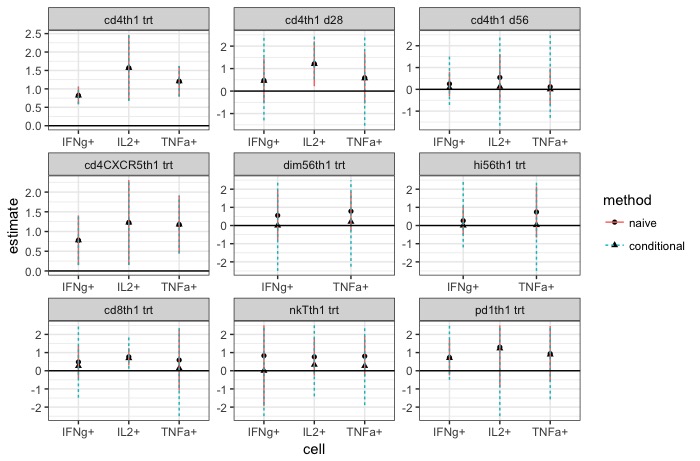 cd4th1 trt
cd4th1 d28
cd4th1 d56
2.5
2.0
1.5
1.0
0.5
0.0
2
1
0
-1
2
1
0
-1
IFNg+ IL2+ TNFa+
IFNg+ IL2+ TNFa+
IFNg+ IL2+ TNFa+
cd4CXCR5th1 trt
dim56th1 trt
hi56th1 trt
2.0
1.5
1.0
0.5
0.0
2
1
0
-1
-2
2
1
0
-1
-2
IFNg+ IL2+ TNFa+
IFNg+ TNFa+
IFNg+ TNFa+
cd8th1 trt
nkTth1 trt
pd1th1 trt
2
1
0
-1
-2
2
1
0
-1
-2
2
1
0
-1
-2
IFNg+ IL2+ TNFa+
IFNg+ IL2+ TNFa+
IFNg+ IL2+ TNFa+
estimate
cell
method
naive
conditional